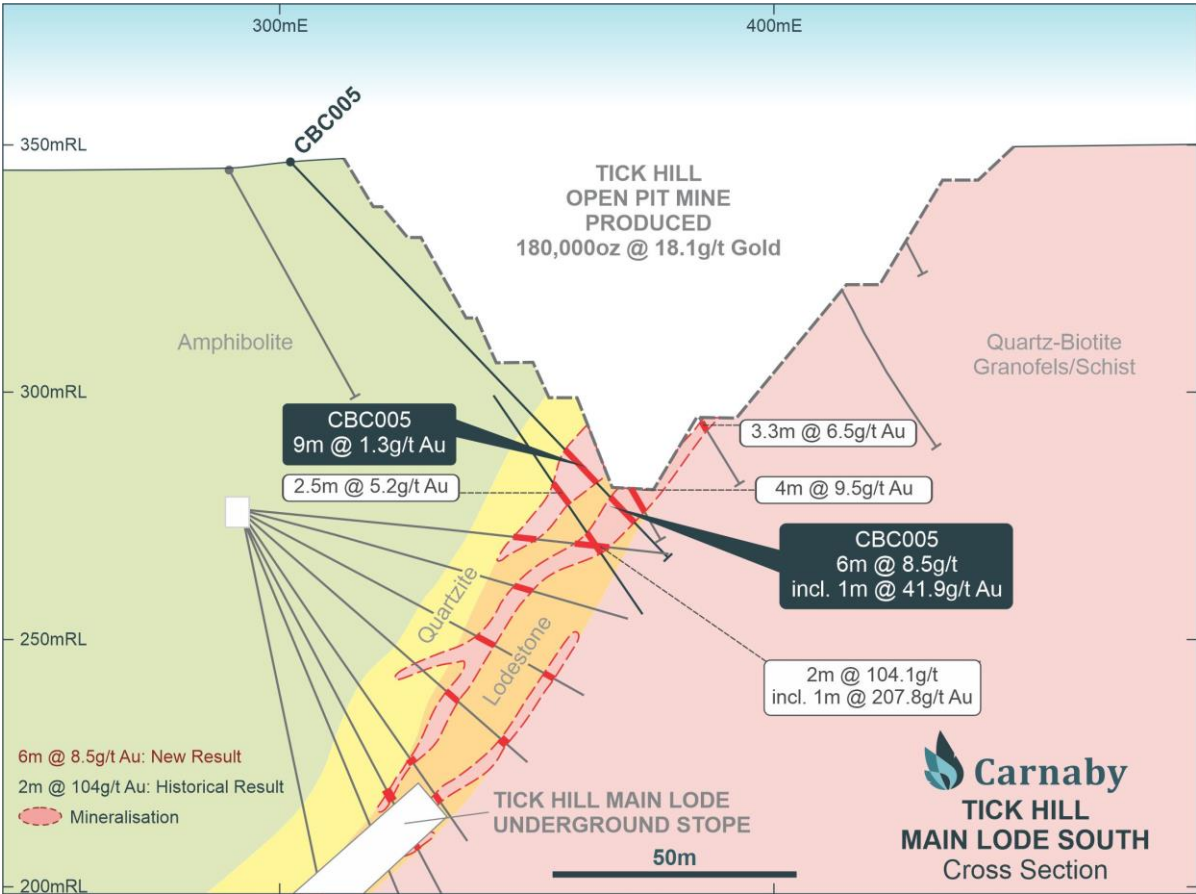 300mE
400mE
CBC005
350mRL
TICK HILL
OPEN PIT MINE
PRODUCED
180,000oz @ 18.1g/t Gold
Amphibolite
Quartz-Biotite
Granofels/Schist
300mRL
CBC005
9m @ 1.3g/t Au
3.3m @ 6.5g/t Au
2.5m @ 5.2g/t Au
4m @ 9.5g/t Au
CBC005
6m @ 8.5g/t
incl. 1m @ 41.9g/t Au
Quartzite
250mRL
Lodestone
2m @ 104.1g/t
incl. 1m @ 207.8g/t Au
6m @ 8.5g/t Au: New Result
2m @ 104g/t Au: Historical Result
Mineralisation
TICK HILL MAIN LODE
UNDERGROUND STOPE
50m
Carnaby
TICK HILL
MAIN LODE SOUTH
Cross Section
200mRL